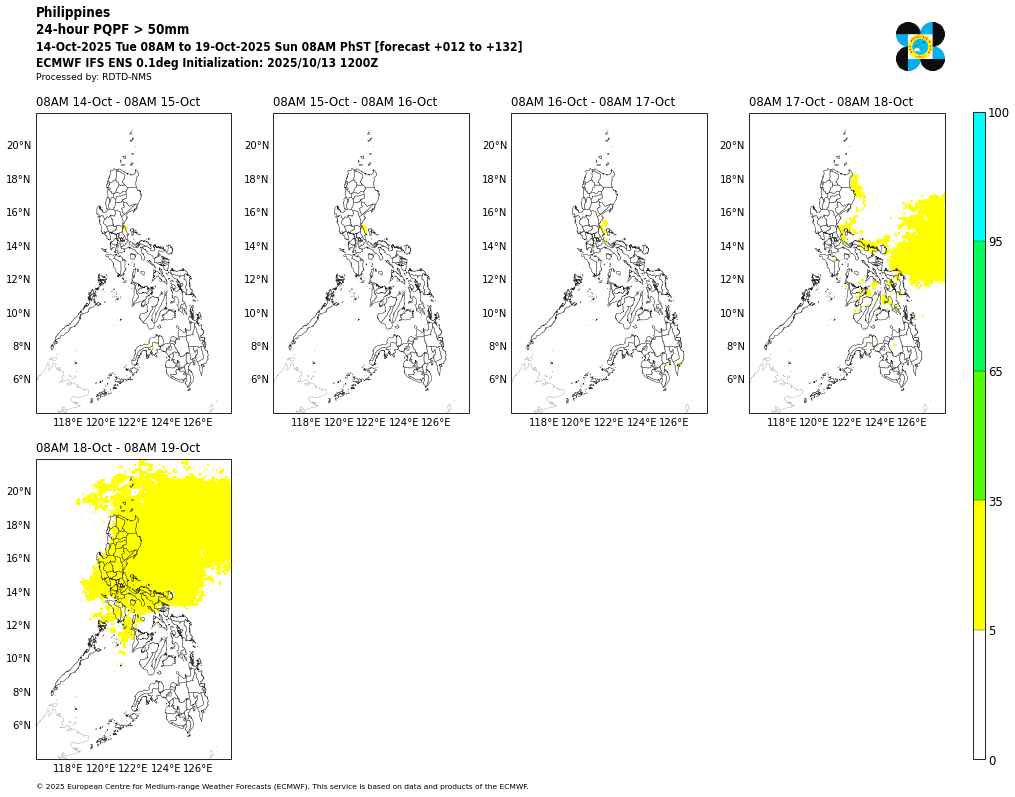 Philippines
24-hour PQPF > 50mm
14-Oct-2025 Tue 08AM to 19-Oct-2025 Sun 08AM PhST [forecast +012 to +132]
ECMWF IFS ENS 0.1deg Initialization: 2025/10/13 1200Z
Processed by: RDTD-NMS
08AM 14-Oct - 08AM 15-Oct
08AM 15-Oct - 08AM 16-Oct
08AM 16-Oct - 08AM 17-Oct
08AM 17-Oct - 08AM 18-Oct
20°N 20°N 20°N 20°N
18°N 18°N 18°N 18°N
16°N 16°N 16°N 16°N
14°N 14°N 14°N 14°N
12°N 12°N 12°N 12°N
10°N 10°N 10°N 10°N
8°N 8°N 8°N 8°N
6°N 6°N 6°N 6°N
118°E 120°E 122°E 124°E 126°E
118°E 120°E 122°E 124°E 126°E
118°E 120°E 122°E 124°E 126°E
118°E 120°E 122°E 124°E 126°E
08AM 18-Oct - 08AM 19-Oct
20°N
18°N
16°N
14°N
12°N
10°N
8°N
6°N
118°E 120°E 122°E 124°E 126°E
100
95
65
35
5
0
© 2025 European Centre for Medium-range Weather Forecasts (ECMWF). This service is based on data and products of the ECMWF.